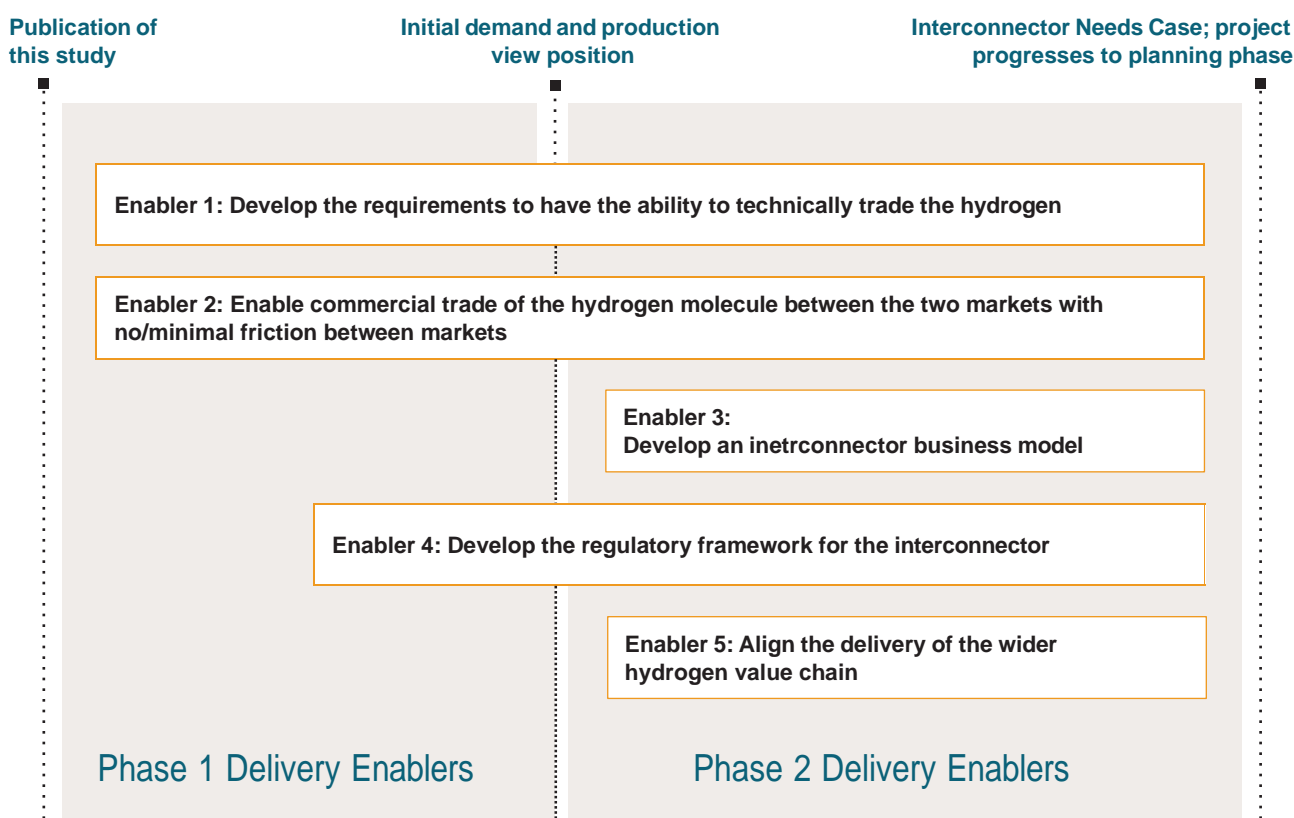 Publication of
this study
Initial demand and production
view position
Interconnector Needs Case; project
progresses to planning phase
Enabler 1: Develop the requirements to have the ability to technically trade the hydrogen
Enabler 2: Enable commercial trade of the hydrogen molecule between the two markets with
no/minimal friction between markets
Enabler 3:
Develop an inetrconnector business model
Enabler 4: Develop the regulatory framework for the interconnector
Enabler 5: Align the delivery of the wider
hydrogen value chain
Phase 1 Delivery Enablers
Phase 2 Delivery Enablers